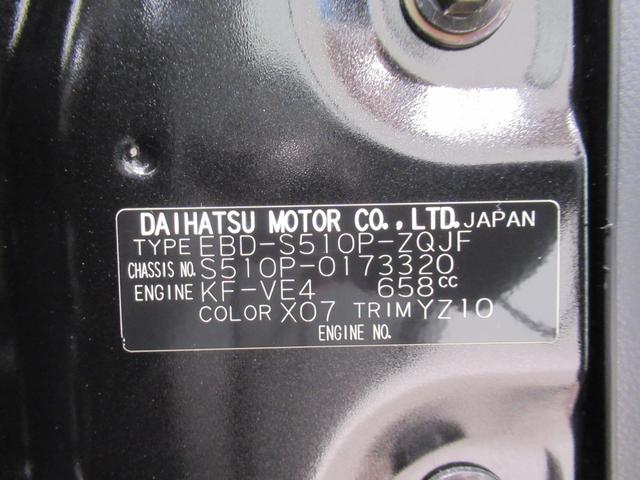 DAIHATSU MOTOR CO., LTD. JAPAN
TYPE EBD-S510P-ZQJF
CHASSIS NO. S510P-0173320
ENGINE KF-VE4 658cc
COLOR X07 TRIM YZ10
ENGINE NO.